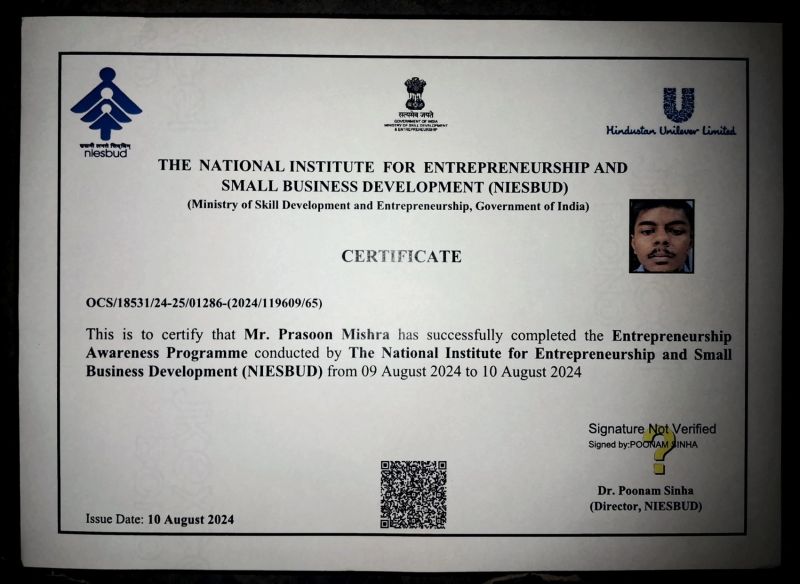 niesbud
सत्यमेव जयते
GOVERNMENT OF INDIA
MINISTRY OF SKILL DEVELOPMENT
& ENTREPRENEURSHIP
Hindustan Unilever Limited
THE NATIONAL INSTITUTE FOR ENTREPRENEURSHIP AND
SMALL BUSINESS DEVELOPMENT (NIESBUD)
(Ministry of Skill Development and Entrepreneurship, Government of India)
CERTIFICATE
OCS/18531/24-25/01286-(2024/119609/65)
This is to certify that Mr. Prasoon Mishra has successfully completed the Entrepreneurship
Awareness Programme conducted by The National Institute for Entrepreneurship and Small
Business Development (NIESBUD) from 09 August 2024 to 10 August 2024
Signature Not Verified
Signed by:POONAM SINHA
?
Dr. Poonam Sinha
(Director, NIESBUD)
Issue Date: 10 August 2024